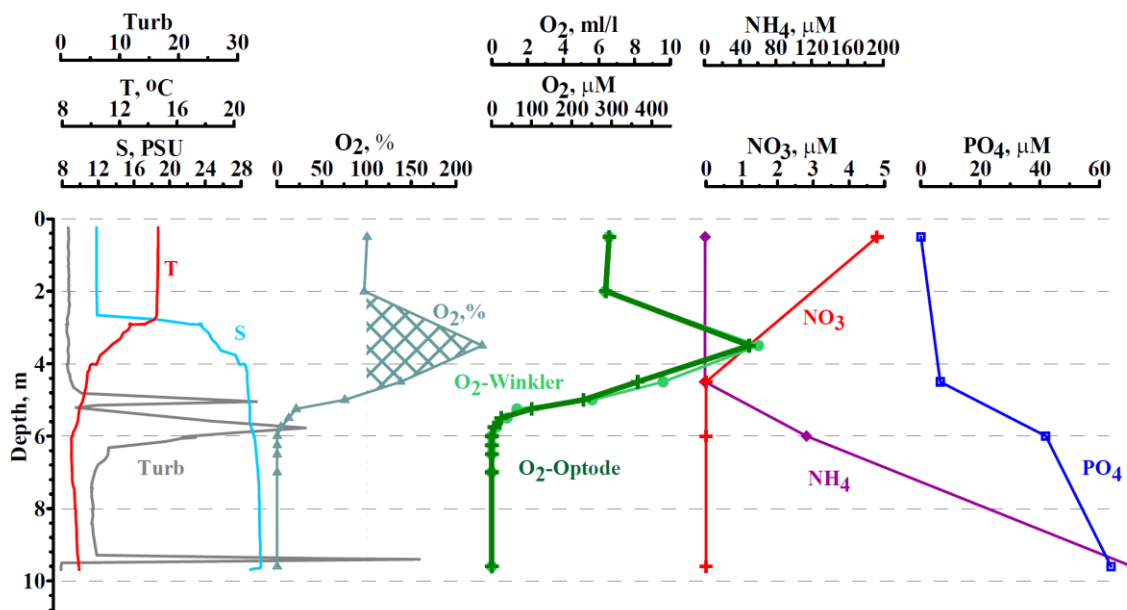 Turb
0 10 20 30
T, ºC
8 12 16 20
S, PSU
8 12 16 20 24 28
O2, %
0 50 100 150 200
O2, ml/l
0 2 4 6 8 10
O2, µM
0 100 200 300 400
NH4, µM
0 40 80 120 160 200
NO3, µM
0 1 2 3 4 5
PO4, µM
0 20 40 60
Depth, m
0
2
4
6
8
10
T
S
Turb
O2,%
O2-Winkler
O2-Optode
NO3
NH4
PO4